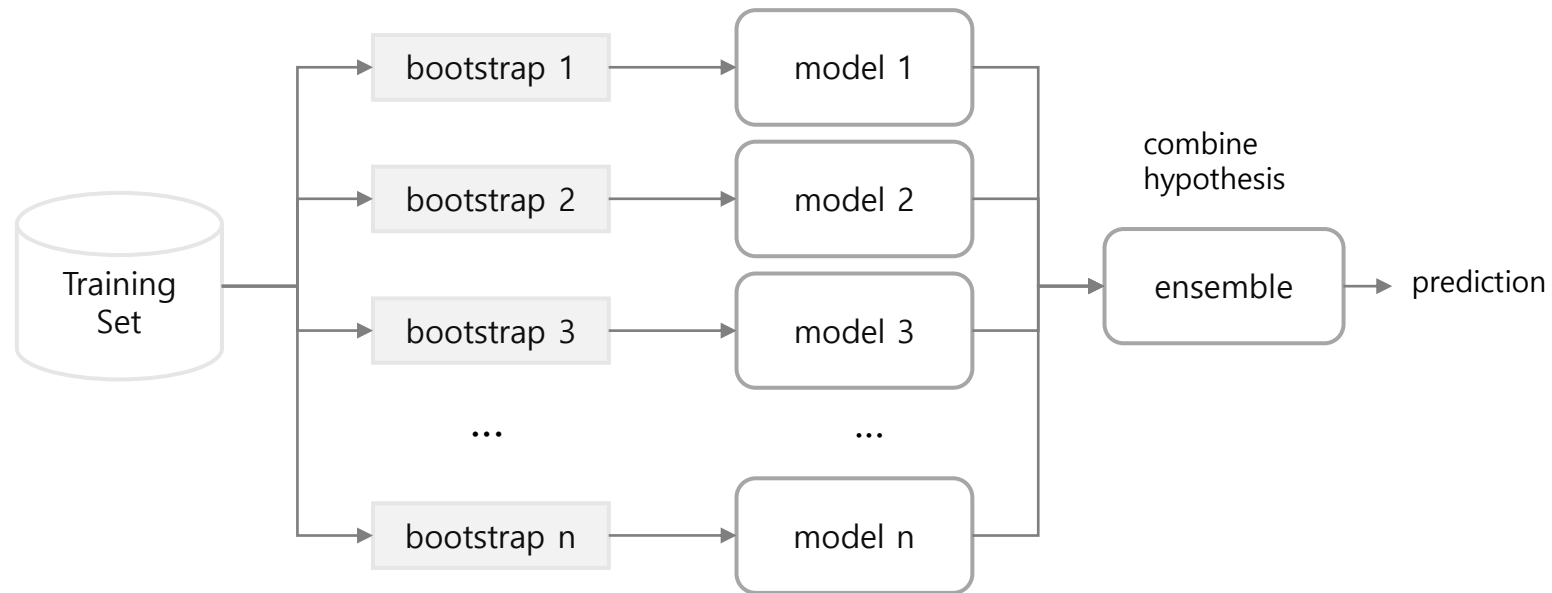 bootstrap 1
model 1
combine
hypothesis
bootstrap 2
model 2
Training
Set
ensemble
prediction
bootstrap 3
model 3
...
...
bootstrap n
model n